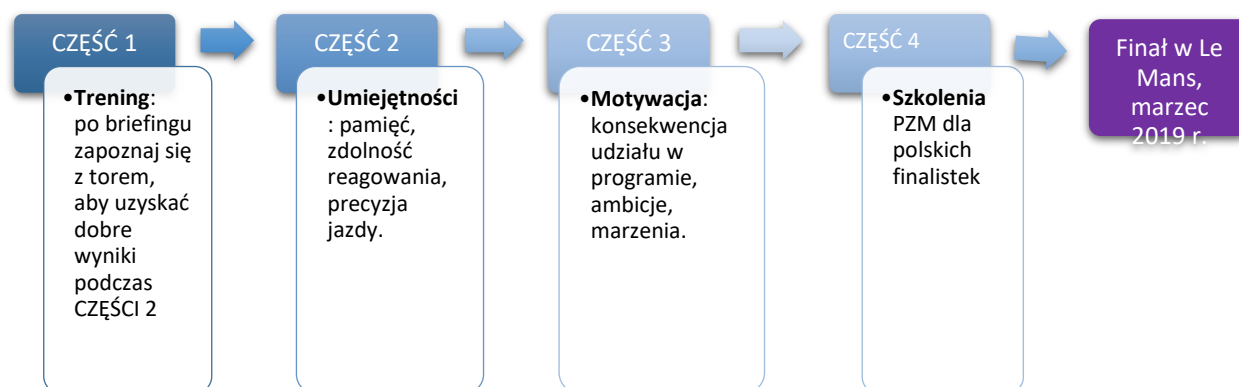 CZĘŚĆ 1
•Trening:
po briefingu
zapoznaj się
z torem,
aby uzyskać
dobre
wyniki
podczas
CZĘŚCI 2
CZĘŚĆ 2
•Umiejętności
: pamięć,
zdolność
reagowania,
precyzja
jazdy.
CZĘŚĆ 3
•Motywacja:
konsekwencja
udziału w
programie,
ambicje,
marzenia.
CZĘŚĆ 4
•Szkolenia
PZM dla
polskich
finalistek
Finał w Le
Mans,
marzec
2019 r.